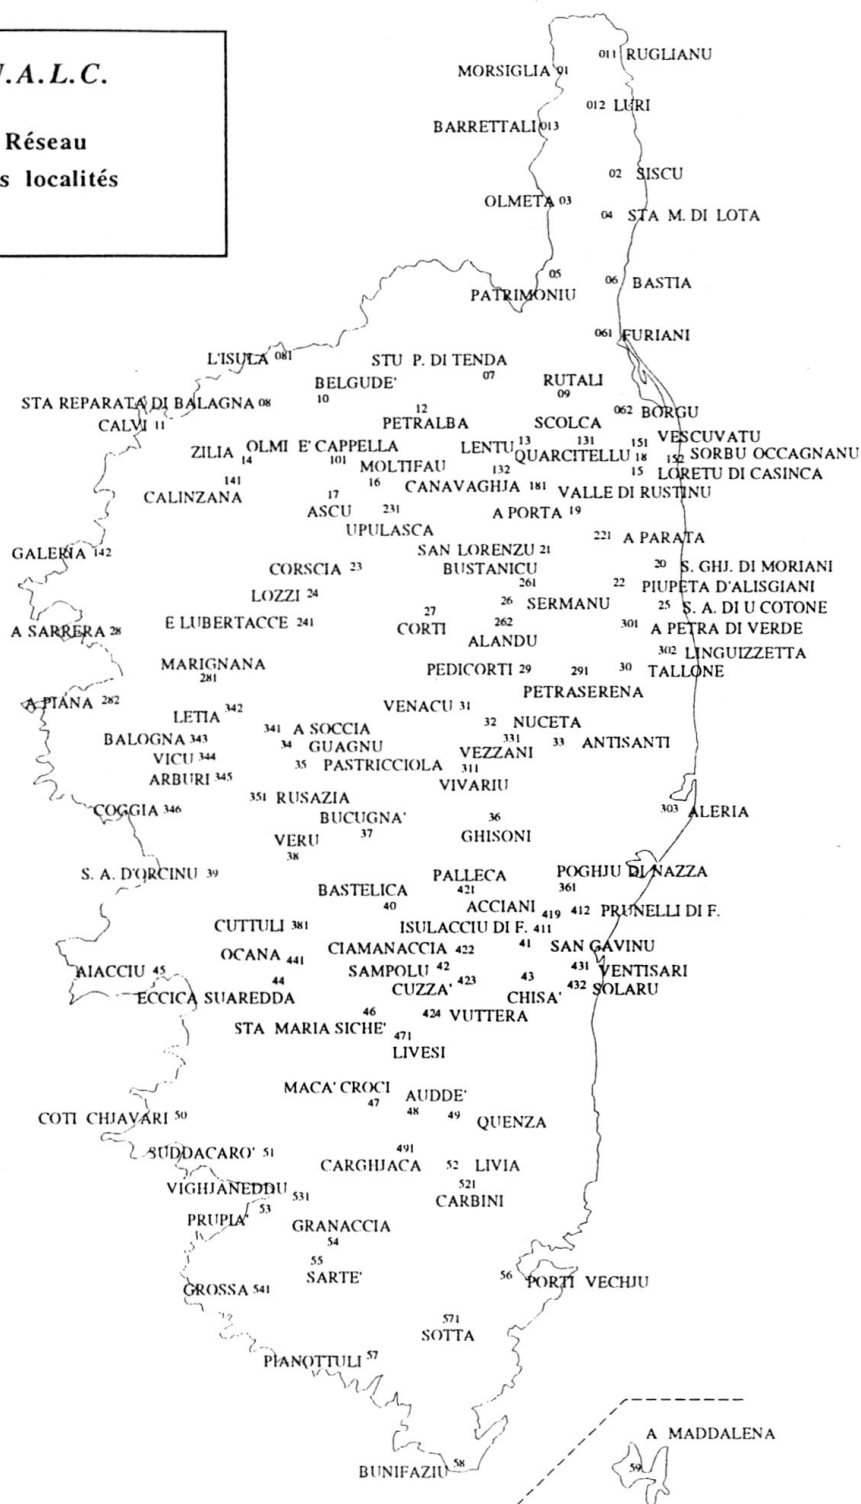 .A.L.C.
Réseau
s localités
011 RUGLIANU
MORSIGLIA 01
012 LURI
BARRETTALI 013
02 SISCU
OLMETA 03
04 STA M. DI LOTA
05
PATRIMONIU
06 BASTIA
061 FURIANI
L'ISULA 081
STU P. DI TENDA
07
BELGUDE'
10
RUTALI
09
STA REPARATA DI BALAGNA 08
12
PETRALBA
062 BORGU
CALVI 11
SCOLCA
131
151 VESCUVATU
ZILIA 14
OLMI E' CAPPELLA
101
LENTU 13
QUARCITELLU 18
152 SORBU OCCAGNANU
MOLTIFAU
16
132
15 LORETU DI CASINCA
141
CALINZANA
17
ASCU
CANAVAGHJA 181
VALLE DI RUSTINU
231
UPULASCA
A PORTA 19
221 A PARATA
GALERIA 142
SAN LORENZU 21
CORSCIA 23
BUSTANICU
261
20 S. GHJ. DI MORIANI
22 PIUPETA D'ALISGIANI
LOZZI 24
26 SERMANU
25 S. A. DI U COTONE
A SARRERA 28
E LUBERTACCE 241
27
CORTI
262
ALANDU
301 A PETRA DI VERDE
302 LINGUIZZETTA
MARIGNANA
281
PEDICORTI 29
291
PETRASERENA
30 TALLONE
A PIANA 282
LETIA 342
VENACU 31
32 NUCETA
341 A SOCCIA
BALOGNA 343
34 GUAGNU
331
VEZZANI
33 ANTISANTI
VICU 344
35 PASTRICCIOLA
311
VIVARIU
ARBURI 345
351 RUSAZIA
COGGIA 346
303 ALERIA
BUCUGNA'
37
36
GHISONI
VERU
38
S. A. D'ORCINU 39
PALLECA
421
POGHJU DI NAZZA
361
BASTELICA
40
ACCIANI 419
412 PRUNELLI DI F.
CUTTULI 381
ISULACCIU DI F. 411
OCANA 441
CIAMANACCIA 422
41 SAN GAVINU
AIACCIU 45
SAMPOLU 42
431 VENTISARI
44
ECCICA SUAREDDA
CUZZA' 423
43
CHISA'
432 SOLARU
46
STA MARIA SICHE'
424 VUTTERA
471
LIVESI
MACA' CROCI
47
AUDDE'
48
49 QUENZA
COTI CHJAVARI 50
SUDDACARO' 51
491
CARGHJACA
52 LIVIA
VIGHJANEDDU 531
521
CARBINI
PRUPIA' 53
GRANACCIA
54
55
SARTE'
56 PORTI VECHJU
GROSSA 541
571
SOTTA
PIANOTTULI 57
A MADDALENA
59
BUNIFAZIU 58